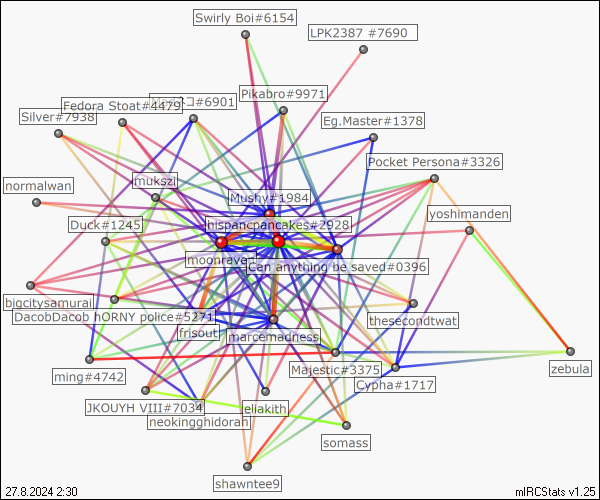 Swirly Boi#6154
LPK2387 #7690
Pikabro#9971
#6901
Fedora Stoat#4479
Silver#7938
Eg.Master#1378
Pocket Persona#3326
mukszi
normalwan
Mushy#1984
yoshimanden
Duck#1245
hispancpancakes#2928
moonraven
Can anything be saved#0396
bigcitysamurai
DacobDacob hORNY police#5271
thesecondtwat
frisout
marcemadness
zebula
Majestic#3375
ming#4742
Cypha#1717
JKOUYH VIII#7034
eliakith
neokingghidorah
somass
shawntee9
27.8.2024 2:30
mIRCStats v1.25